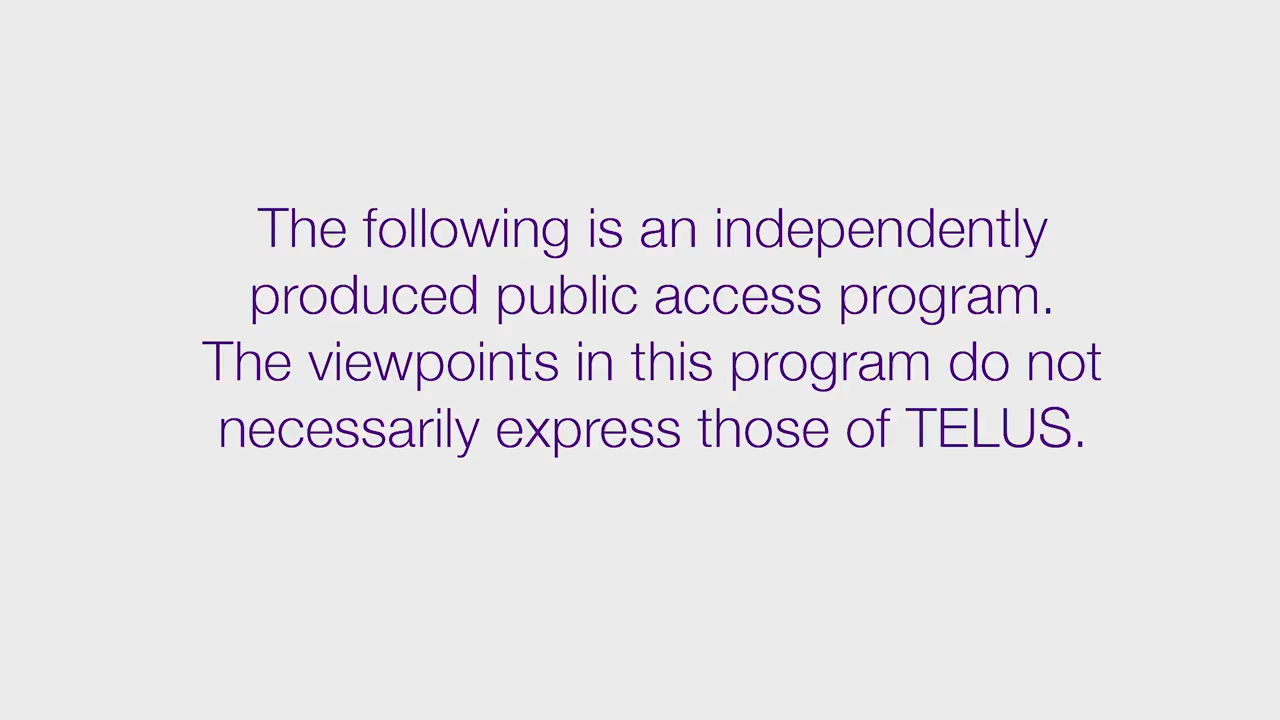 The following is an independently
produced public access program.
The viewpoints in this program do not
necessarily express those of TELUS.